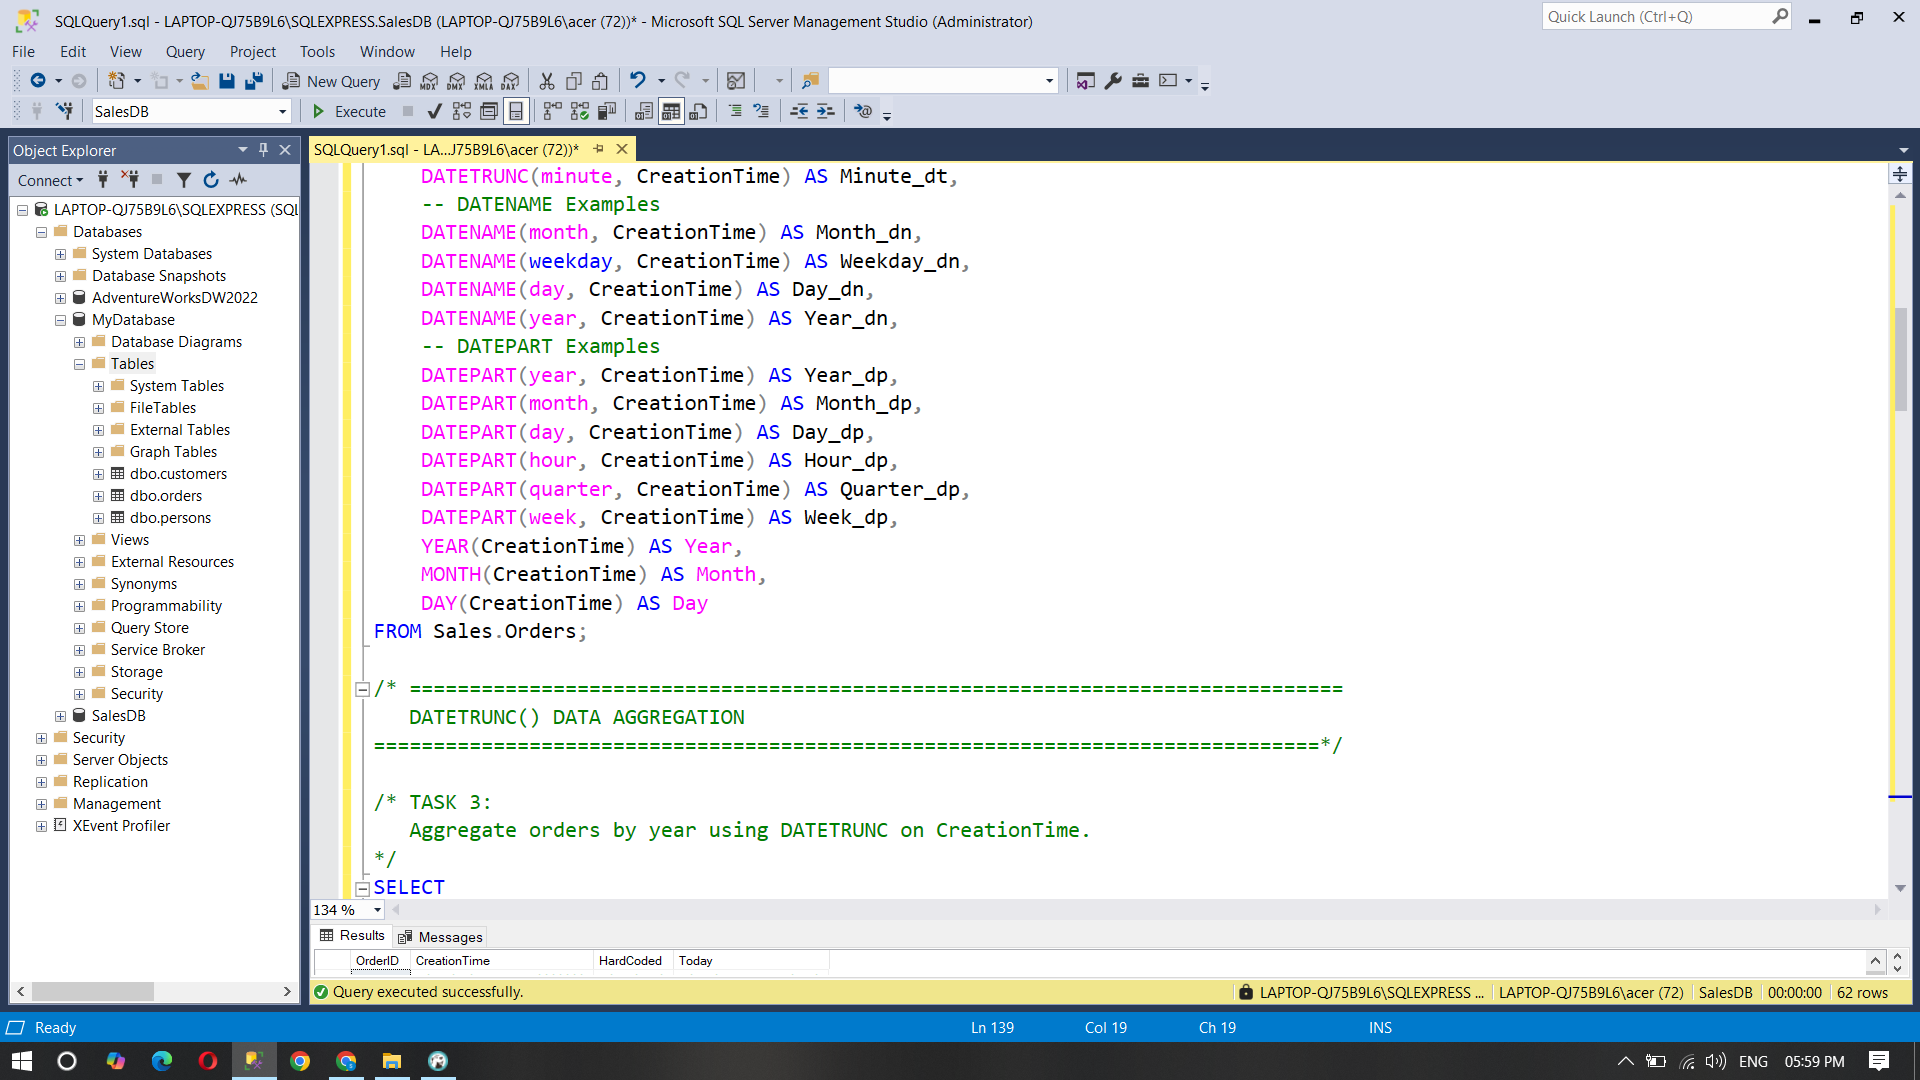 SQLQuery1.sql - LAPTOP-QJ75B9L6\SQLEXPRESS.SalesDB (LAPTOP-QJ75B9L6\acer (72))* - Microsoft SQL Server Management Studio (Administrator)
Quick Launch (Ctrl+Q)
File Edit View Query Project Tools Window Help
New Query MDX DMX XMLA DAX
SalesDB Execute
Object Explorer
SQLQuery1.sql - LA...J75B9L6\acer (72))*
Connect
LAPTOP-QJ75B9L6\SQLEXPRESS (SQL
Databases
System Databases
Database Snapshots
AdventureWorksDW2022
MyDatabase
Database Diagrams
Tables
System Tables
FileTables
External Tables
Graph Tables
dbo.customers
dbo.orders
dbo.persons
Views
External Resources
Synonyms
Programmability
Query Store
Service Broker
Storage
Security
SalesDB
Security
Server Objects
Replication
Management
XEvent Profiler
DATETRUNC(minute, CreationTime) AS Minute_dt,
-- DATENAME Examples
DATENAME(month, CreationTime) AS Month_dn,
DATENAME(weekday, CreationTime) AS Weekday_dn,
DATENAME(day, CreationTime) AS Day_dn,
DATENAME(year, CreationTime) AS Year_dn,
-- DATEPART Examples
DATEPART(year, CreationTime) AS Year_dp,
DATEPART(month, CreationTime) AS Month_dp,
DATEPART(day, CreationTime) AS Day_dp,
DATEPART(hour, CreationTime) AS Hour_dp,
DATEPART(quarter, CreationTime) AS Quarter_dp,
DATEPART(week, CreationTime) AS Week_dp,
YEAR(CreationTime) AS Year,
MONTH(CreationTime) AS Month,
DAY(CreationTime) AS Day
FROM Sales.Orders;
/* ==============================================================================
DATETRUNC() DATA AGGREGATION
===============================================================================*/
/* TASK 3:
Aggregate orders by year using DATETRUNC on CreationTime.
*/
SELECT
134 %
Results Messages
OrderID CreationTime HardCoded Today
Query executed successfully. LAPTOP-QJ75B9L6\SQLEXPRESS ... LAPTOP-QJ75B9L6\acer (72) SalesDB 00:00:00 62 rows
Ready Ln 139 Col 19 Ch 19 INS
ENG 05:59 PM